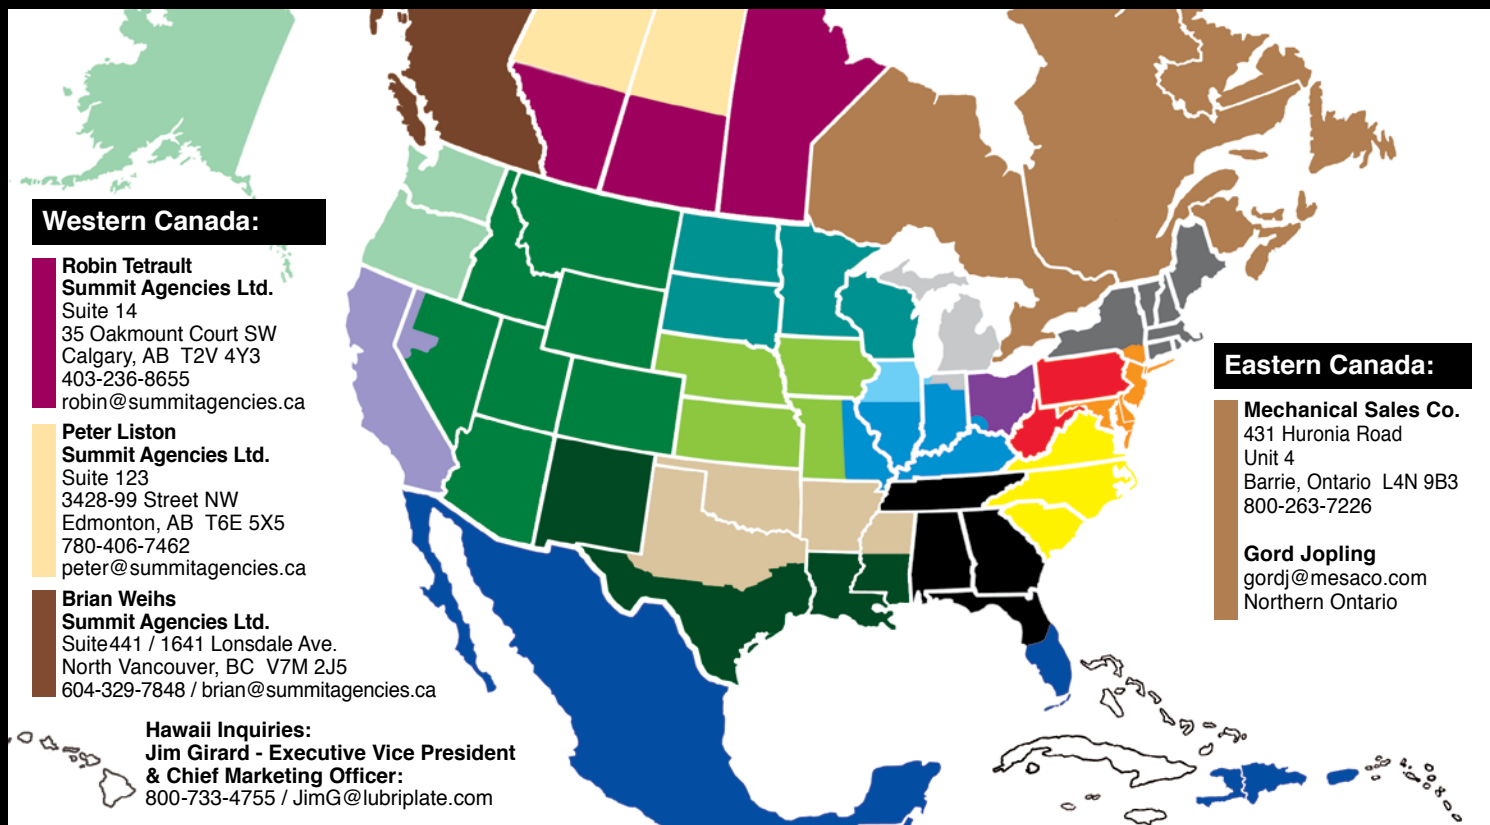 Western Canada:
Robin Tetrault
Summit Agencies Ltd.
Suite 14
35 Oakmount Court SW
Calgary, AB  T2V 4Y3
403-236-8655
robin@summitagencies.ca
Peter Liston
Summit Agencies Ltd.
Suite 123
3428-99 Street NW
Edmonton, AB  T6E 5X5
780-406-7462
peter@summitagencies.ca
Brian Weihs
Summit Agencies Ltd.
Suite441 / 1641 Lonsdale Ave.
North Vancouver, BC  V7M 2J5
604-329-7848 / brian@summitagencies.ca
Hawaii Inquiries:
Jim Girard - Executive Vice President
& Chief Marketing Officer:
800-733-4755 / JimG@lubriplate.com
Eastern Canada:
Mechanical Sales Co.
431 Huronia Road
Unit 4
Barrie, Ontario  L4N 9B3
800-263-7226
Gord Jopling
gordj@mesaco.com
Northern Ontario